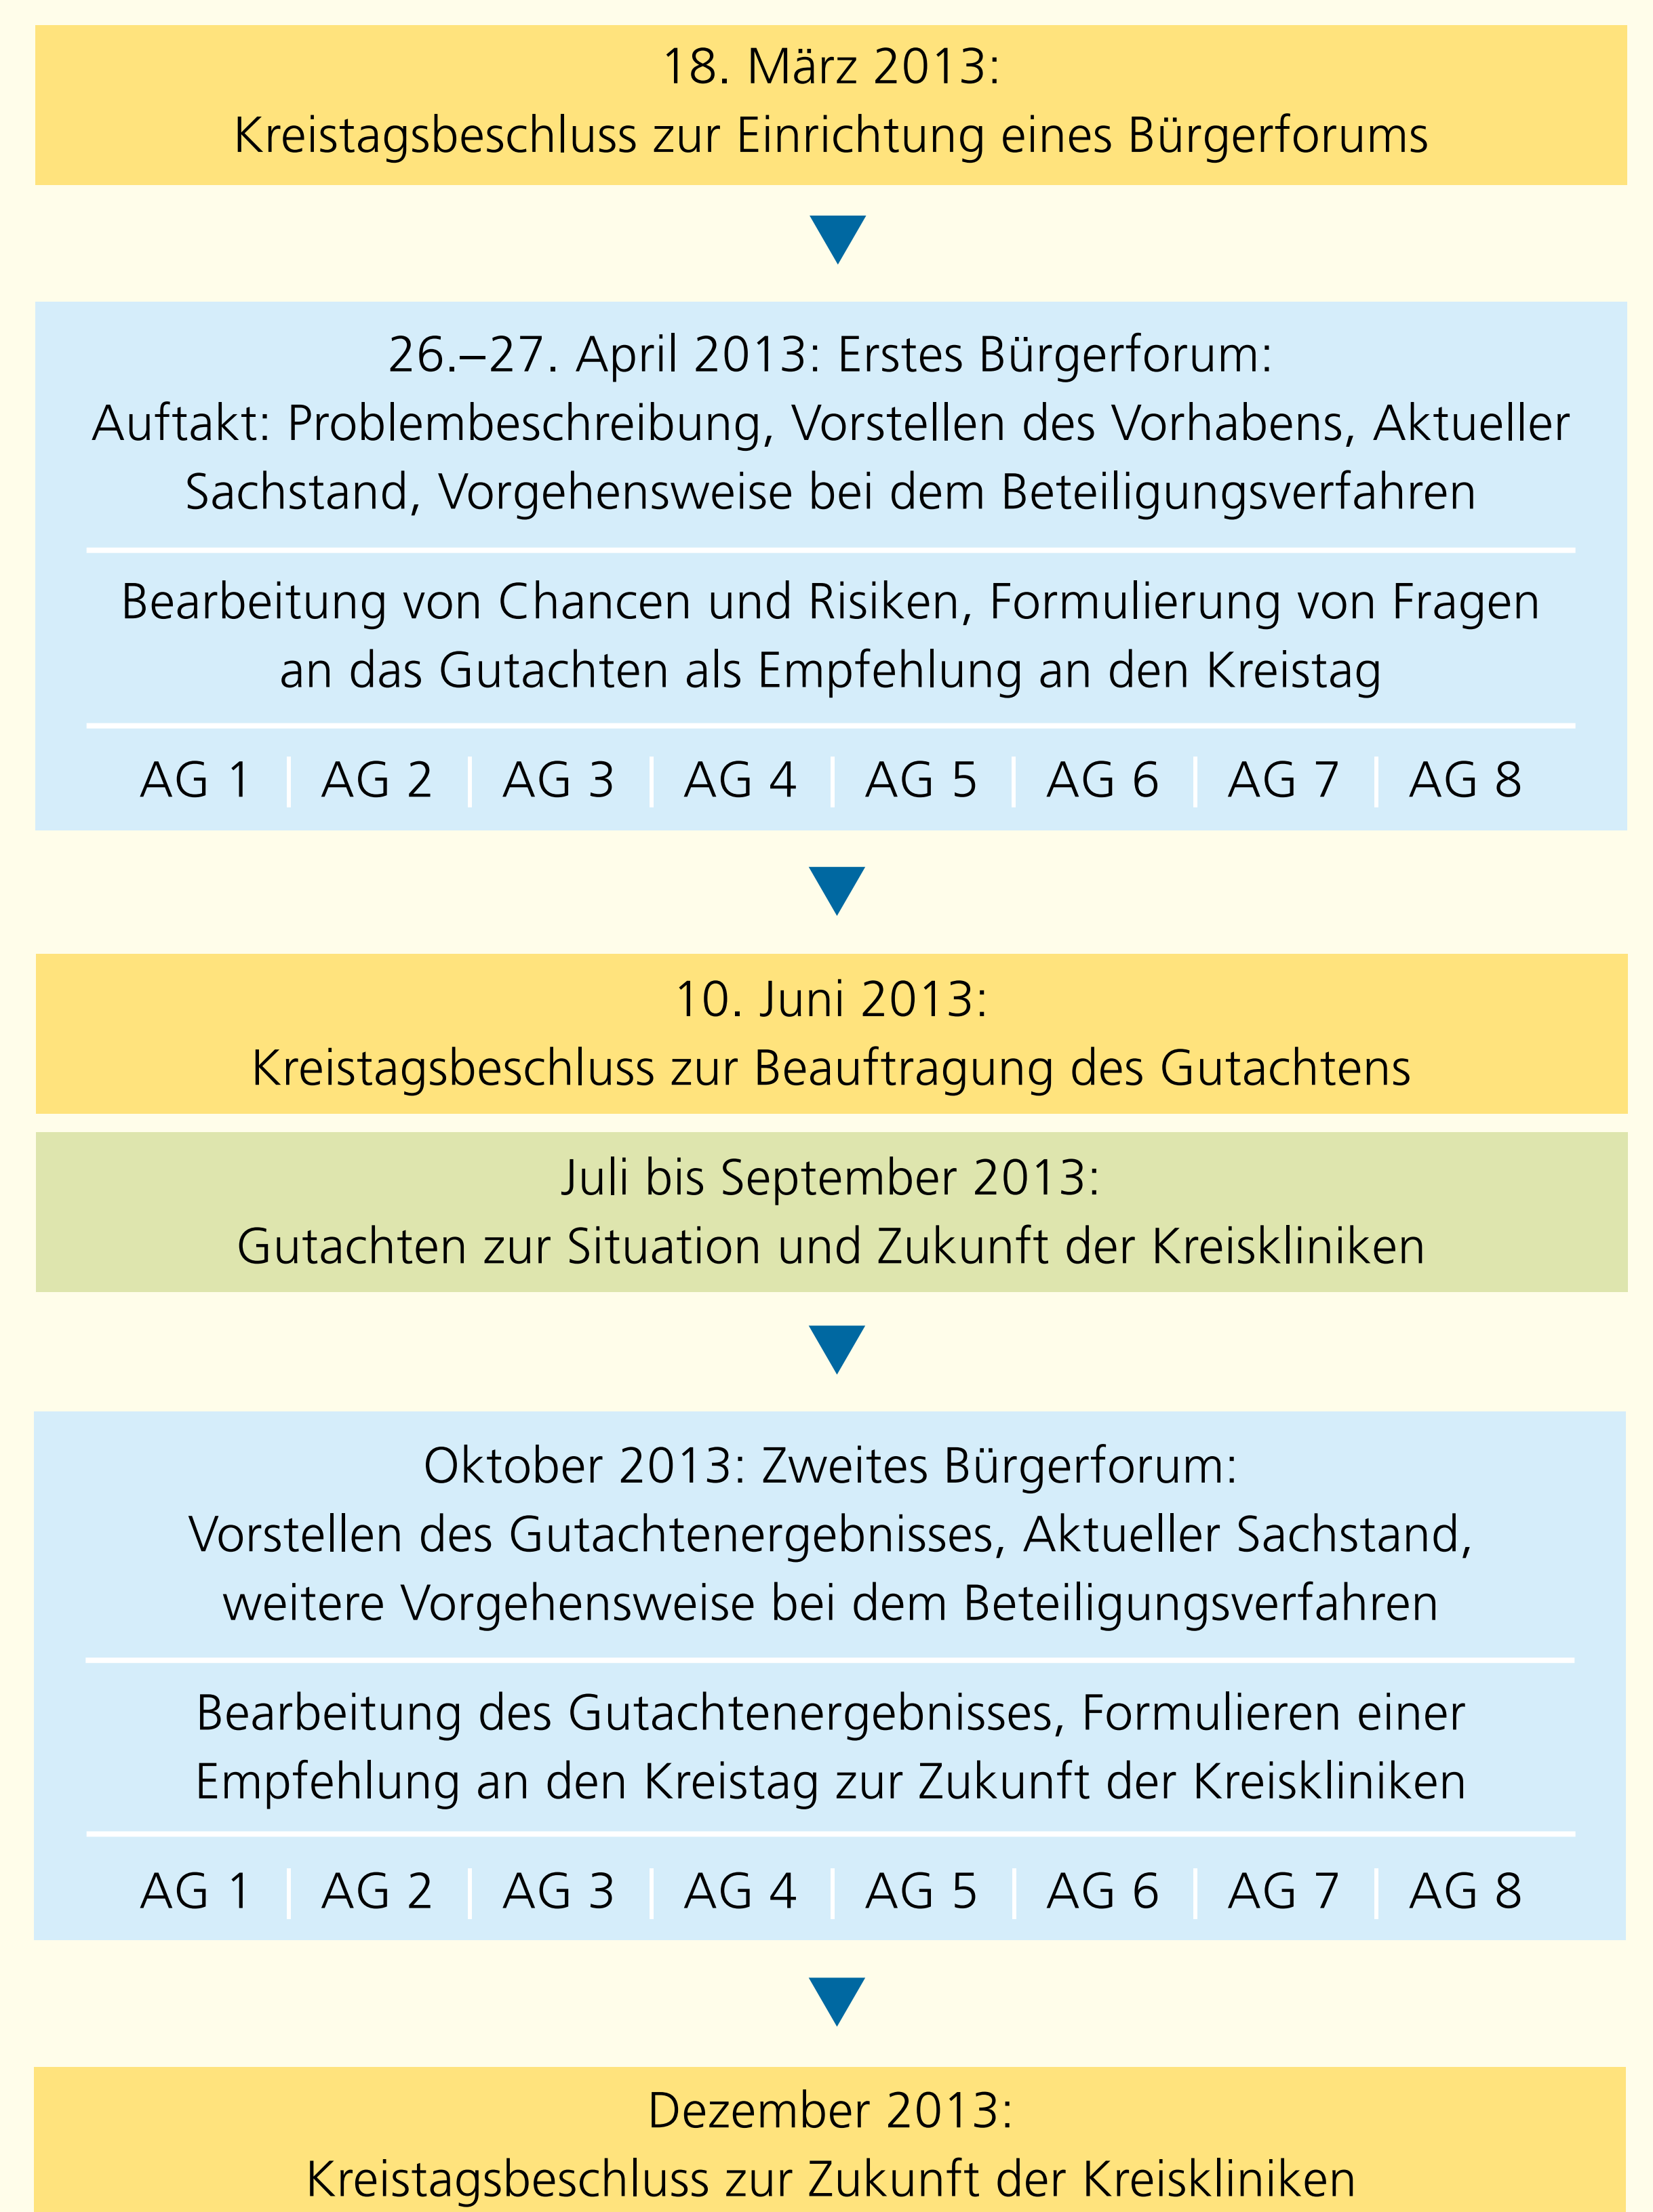 18. März 2013:
Kreistagsbeschluss zur Einrichtung eines Bürgerforums
26.–27. April 2013: Erstes Bürgerforum:
Auftakt: Problembeschreibung, Vorstellen des Vorhabens, Aktueller
Sachstand, Vorgehensweise bei dem Beteiligungsverfahren
Bearbeitung von Chancen und Risiken, Formulierung von Fragen
an das Gutachten als Empfehlung an den Kreistag
AG 1 AG 2 AG 3 AG 4 AG 5 AG 6 AG 7 AG 8
10. Juni 2013:
Kreistagsbeschluss zur Beauftragung des Gutachtens
Juli bis September 2013:
Gutachten zur Situation und Zukunft der Kreiskliniken
Oktober 2013: Zweites Bürgerforum:
Vorstellen des Gutachtenergebnisses, Aktueller Sachstand,
weitere Vorgehensweise bei dem Beteiligungsverfahren
Bearbeitung des Gutachtenergebnisses, Formulieren einer
Empfehlung an den Kreistag zur Zukunft der Kreiskliniken
AG 1 AG 2 AG 3 AG 4 AG 5 AG 6 AG 7 AG 8
Dezember 2013:
Kreistagsbeschluss zur Zukunft der Kreiskliniken